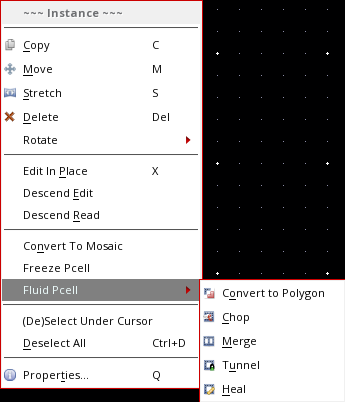 ~~~ Instance ~~~
Copy C
Move M
Stretch S
Delete Del
Rotate
Edit In Place X
Descend Edit
Descend Read
Convert To Mosaic
Freeze Pcell
Fluid Pcell
Convert to Polygon
Chop
(De)Select Under Cursor
Merge
Deselect All Ctrl+D
Tunnel
Properties... Q
Heal